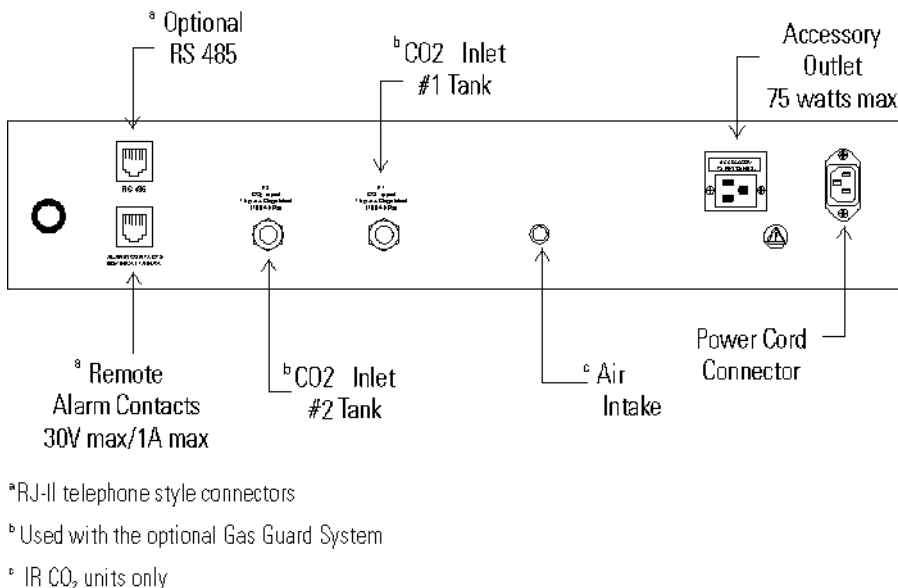 a Optional
RS 485
b CO2 Inlet
#1 Tank
Accessory
Outlet
75 watts max
ACCESSORY
RS 485
a Remote
Alarm Contacts
30V max/1A max
b CO2 Inlet
#2 Tank
c Air
Intake
Power Cord
Connector
a RJ-II telephone style connectors
b Used with the optional Gas Guard System
c IR CO₂ units only